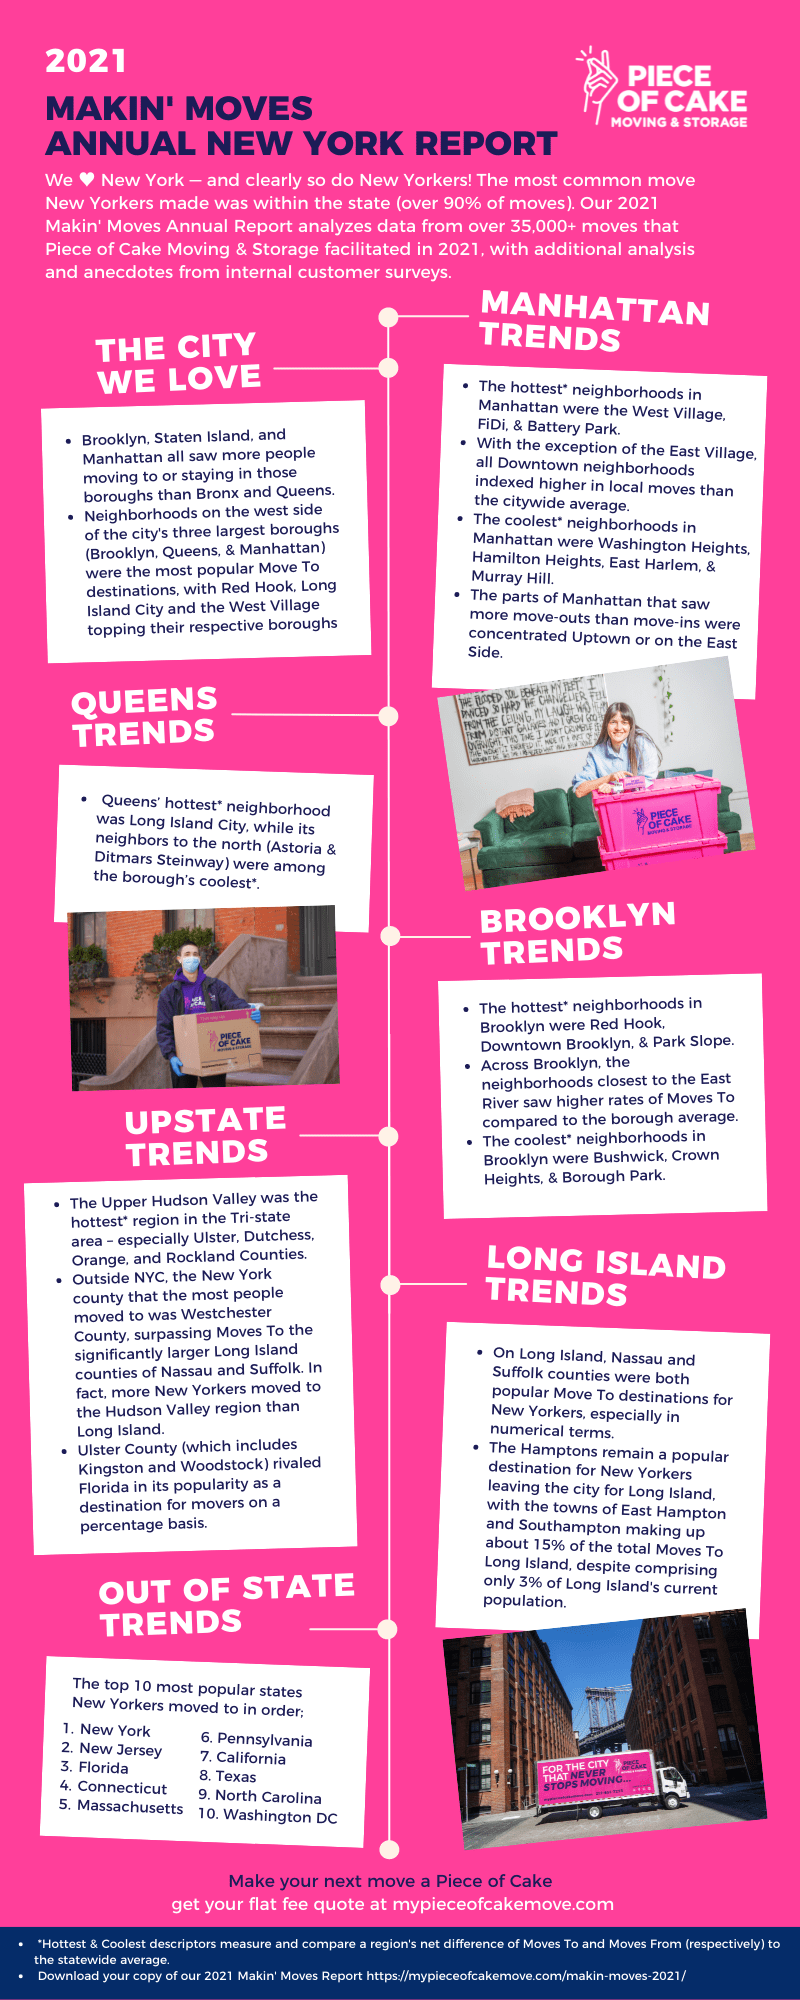 2021
MAKIN' MOVES
ANNUAL NEW YORK REPORT
PIECE
OF CAKE
MOVING & STORAGE
We ♥ New York — and clearly so do New Yorkers! The most common move
New Yorkers made was within the state (over 90% of moves). Our 2021
Makin' Moves Annual Report analyzes data from over 35,000+ moves that
Piece of Cake Moving & Storage facilitated in 2021, with additional analysis
and anecdotes from internal customer surveys.
THE CITY
WE LOVE
• Brooklyn, Staten Island, and
Manhattan all saw more people
moving to or staying in those
boroughs than Bronx and Queens.
• Neighborhoods on the west side
of the city's three largest boroughs
(Brooklyn, Queens, & Manhattan)
were the most popular Move To
destinations, with Red Hook, Long
Island City and the West Village
topping their respective boroughs
MANHATTAN
TRENDS
• The hottest* neighborhoods in
Manhattan were the West Village,
FiDi, & Battery Park.
• With the exception of the East Village,
all Downtown neighborhoods
indexed higher in local moves than
the citywide average.
• The coolest* neighborhoods in
Manhattan were Washington Heights,
Hamilton Heights, East Harlem, &
Murray Hill.
• The parts of Manhattan that saw
more move-outs than move-ins were
concentrated Uptown or on the East
Side.
PIECE
OF CAKE
MOVING & STORAGE
QUEENS
TRENDS
• Queens' hottest* neighborhood
was Long Island City, while its
neighbors to the north (Astoria &
Ditmars Steinway) were among
the borough's coolest*.
PIECE
OF CAKE
MOVING & STORAGE
BROOKLYN
TRENDS
• The hottest* neighborhoods in
Brooklyn were Red Hook,
Downtown Brooklyn, & Park Slope.
• Across Brooklyn, the
neighborhoods closest to the East
River saw higher rates of Moves To
compared to the borough average.
• The coolest* neighborhoods in
Brooklyn were Bushwick, Crown
Heights, & Borough Park.
UPSTATE
TRENDS
• The Upper Hudson Valley was the
hottest* region in the Tri-state
area – especially Ulster, Dutchess,
Orange, and Rockland Counties.
• Outside NYC, the New York
county that the most people
moved to was Westchester
County, surpassing Moves To the
significantly larger Long Island
counties of Nassau and Suffolk. In
fact, more New Yorkers moved to
the Hudson Valley region than
Long Island.
• Ulster County (which includes
Kingston and Woodstock) rivaled
Florida in its popularity as a
destination for movers on a
percentage basis.
LONG ISLAND
TRENDS
• On Long Island, Nassau and
Suffolk counties were both
popular Move To destinations for
New Yorkers, especially in
numerical terms.
• The Hamptons remain a popular
destination for New Yorkers
leaving the city for Long Island,
with the towns of East Hampton
and Southampton making up
about 15% of the total Moves To
Long Island, despite comprising
only 3% of Long Island's current
population.
FOR THE CITY
THAT NEVER
STOPS MOVING...
OUT OF STATE
TRENDS
The top 10 most popular states
New Yorkers moved to in order;
1. New York
2. New Jersey
3. Florida
4. Connecticut
5. Massachusetts
6. Pennsylvania
7. California
8. Texas
9. North Carolina
10. Washington DC
Make your next move a Piece of Cake
get your flat fee quote at mypieceofcakemove.com
• *Hottest & Coolest descriptors measure and compare a region's net difference of Moves To and Moves From (respectively) to
the statewide average.
• Download your copy of our 2021 Makin' Moves Report https://mypieceofcakemove.com/makin-moves-2021/